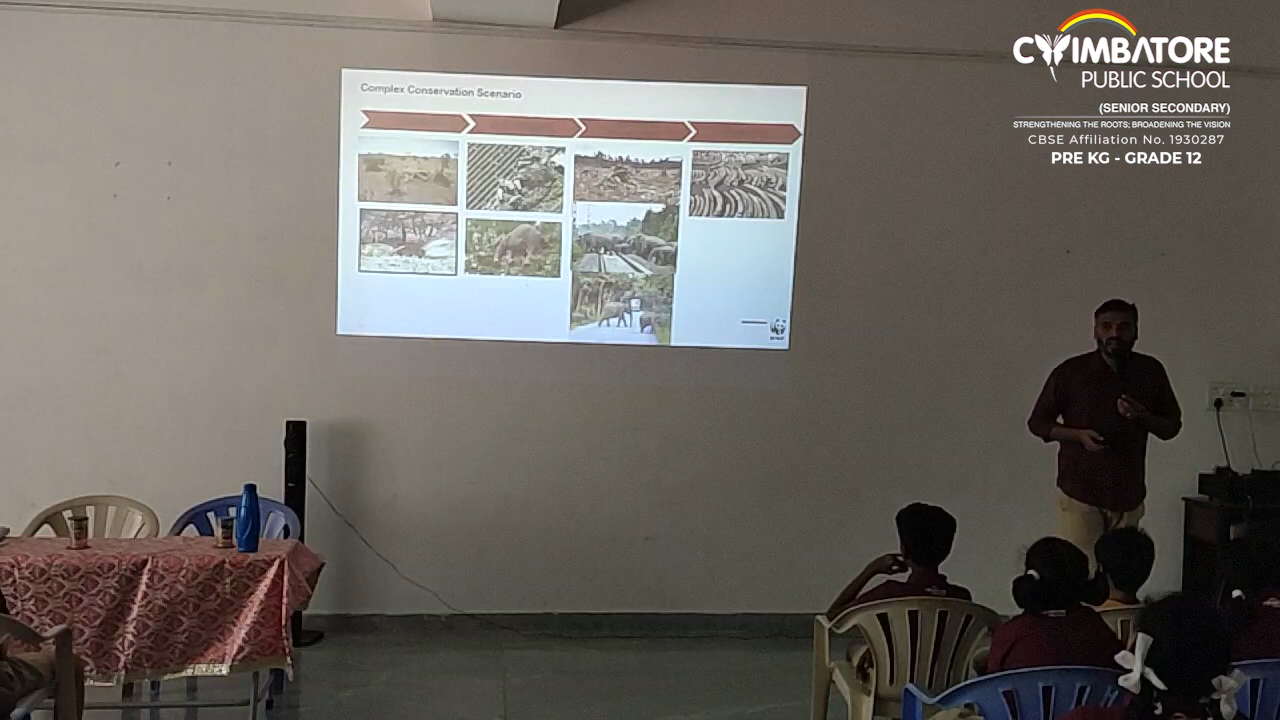 Complex Conservation Scenario
COIMBATORE
PUBLIC SCHOOL
(SENIOR SECONDARY)
STRENGTHENING THE ROOTS; BROADENING THE VISION
CBSE Affiliation No. 1930287
PRE KG - GRADE 12